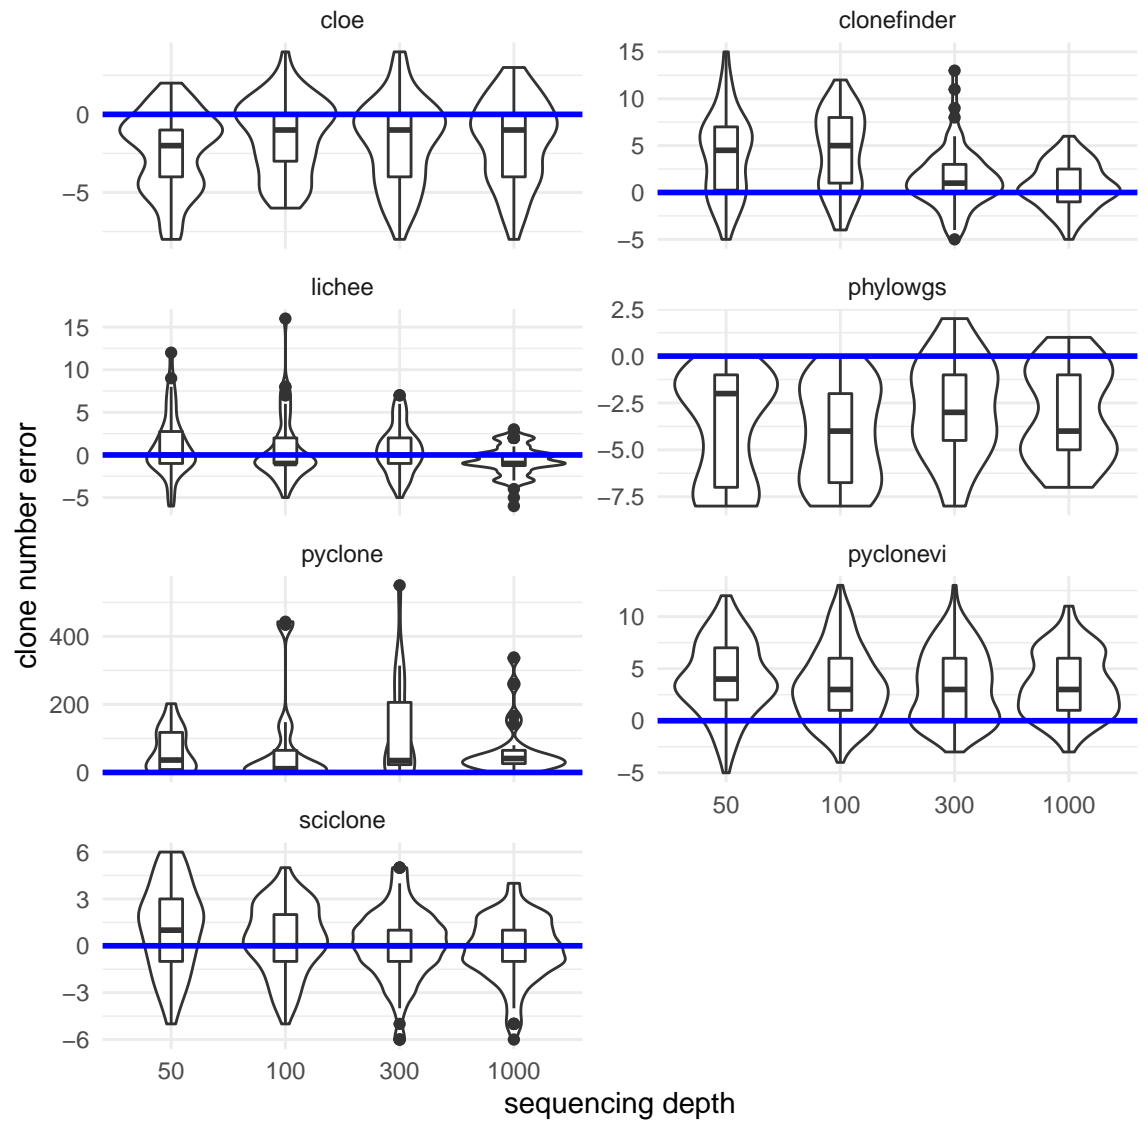 cloe
0
−5
clonefinder
15
10
5
0
−5
lichee
15
10
5
0
−5
phylowgs
2.5
0.0
−2.5
−5.0
−7.5
pyclone
400
200
0
pyclonevi
10
5
0
−5
50 100 300 1000
sciclone
6
3
0
−3
−6
50 100 300 1000
clone number error
sequencing depth